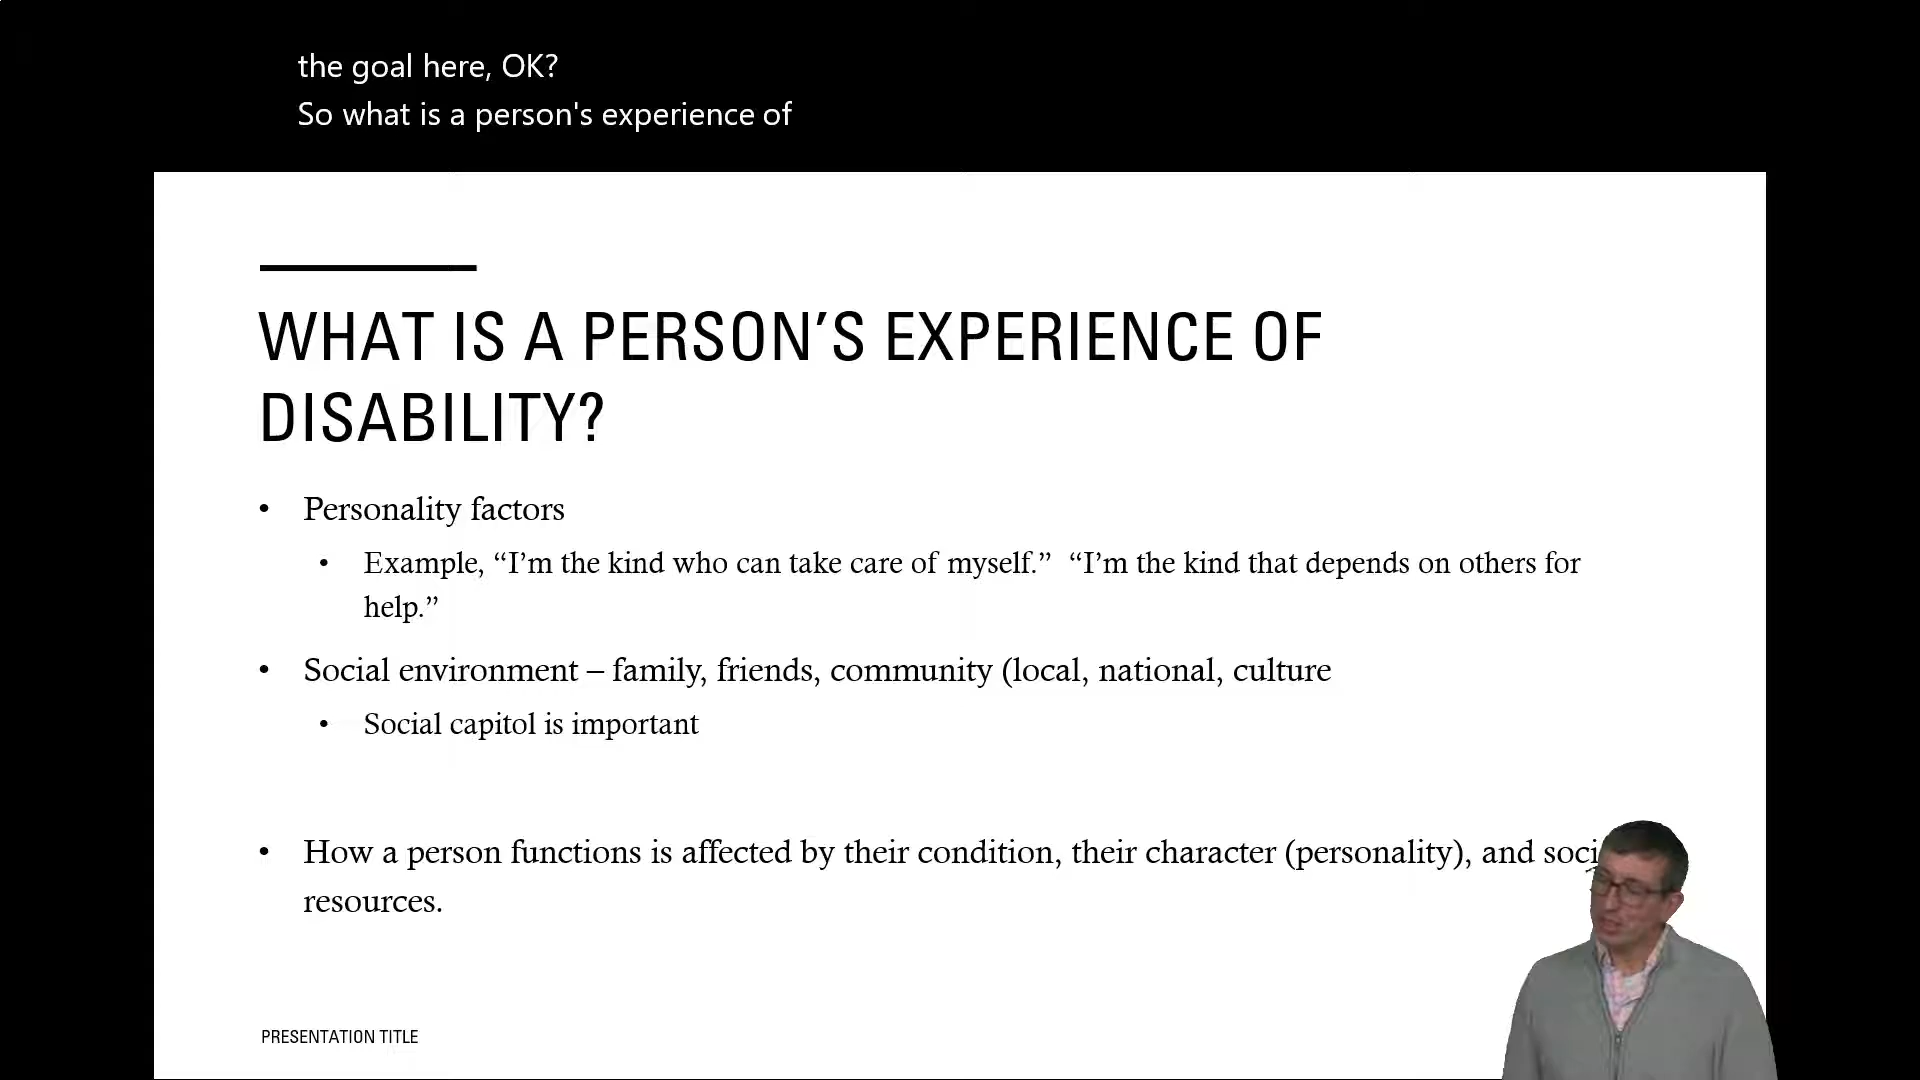 the goal here, OK?
So what is a person's experience of
WHAT IS A PERSON’S EXPERIENCE OF
DISABILITY?
• Personality factors
• Example, “I’m the kind who can take care of myself.” “I’m the kind that depends on others for
help.”
• Social environment – family, friends, community (local, national, culture
• Social capitol is important
• How a person functions is affected by their condition, their character (personality), and
resources.
PRESENTATION TITLE